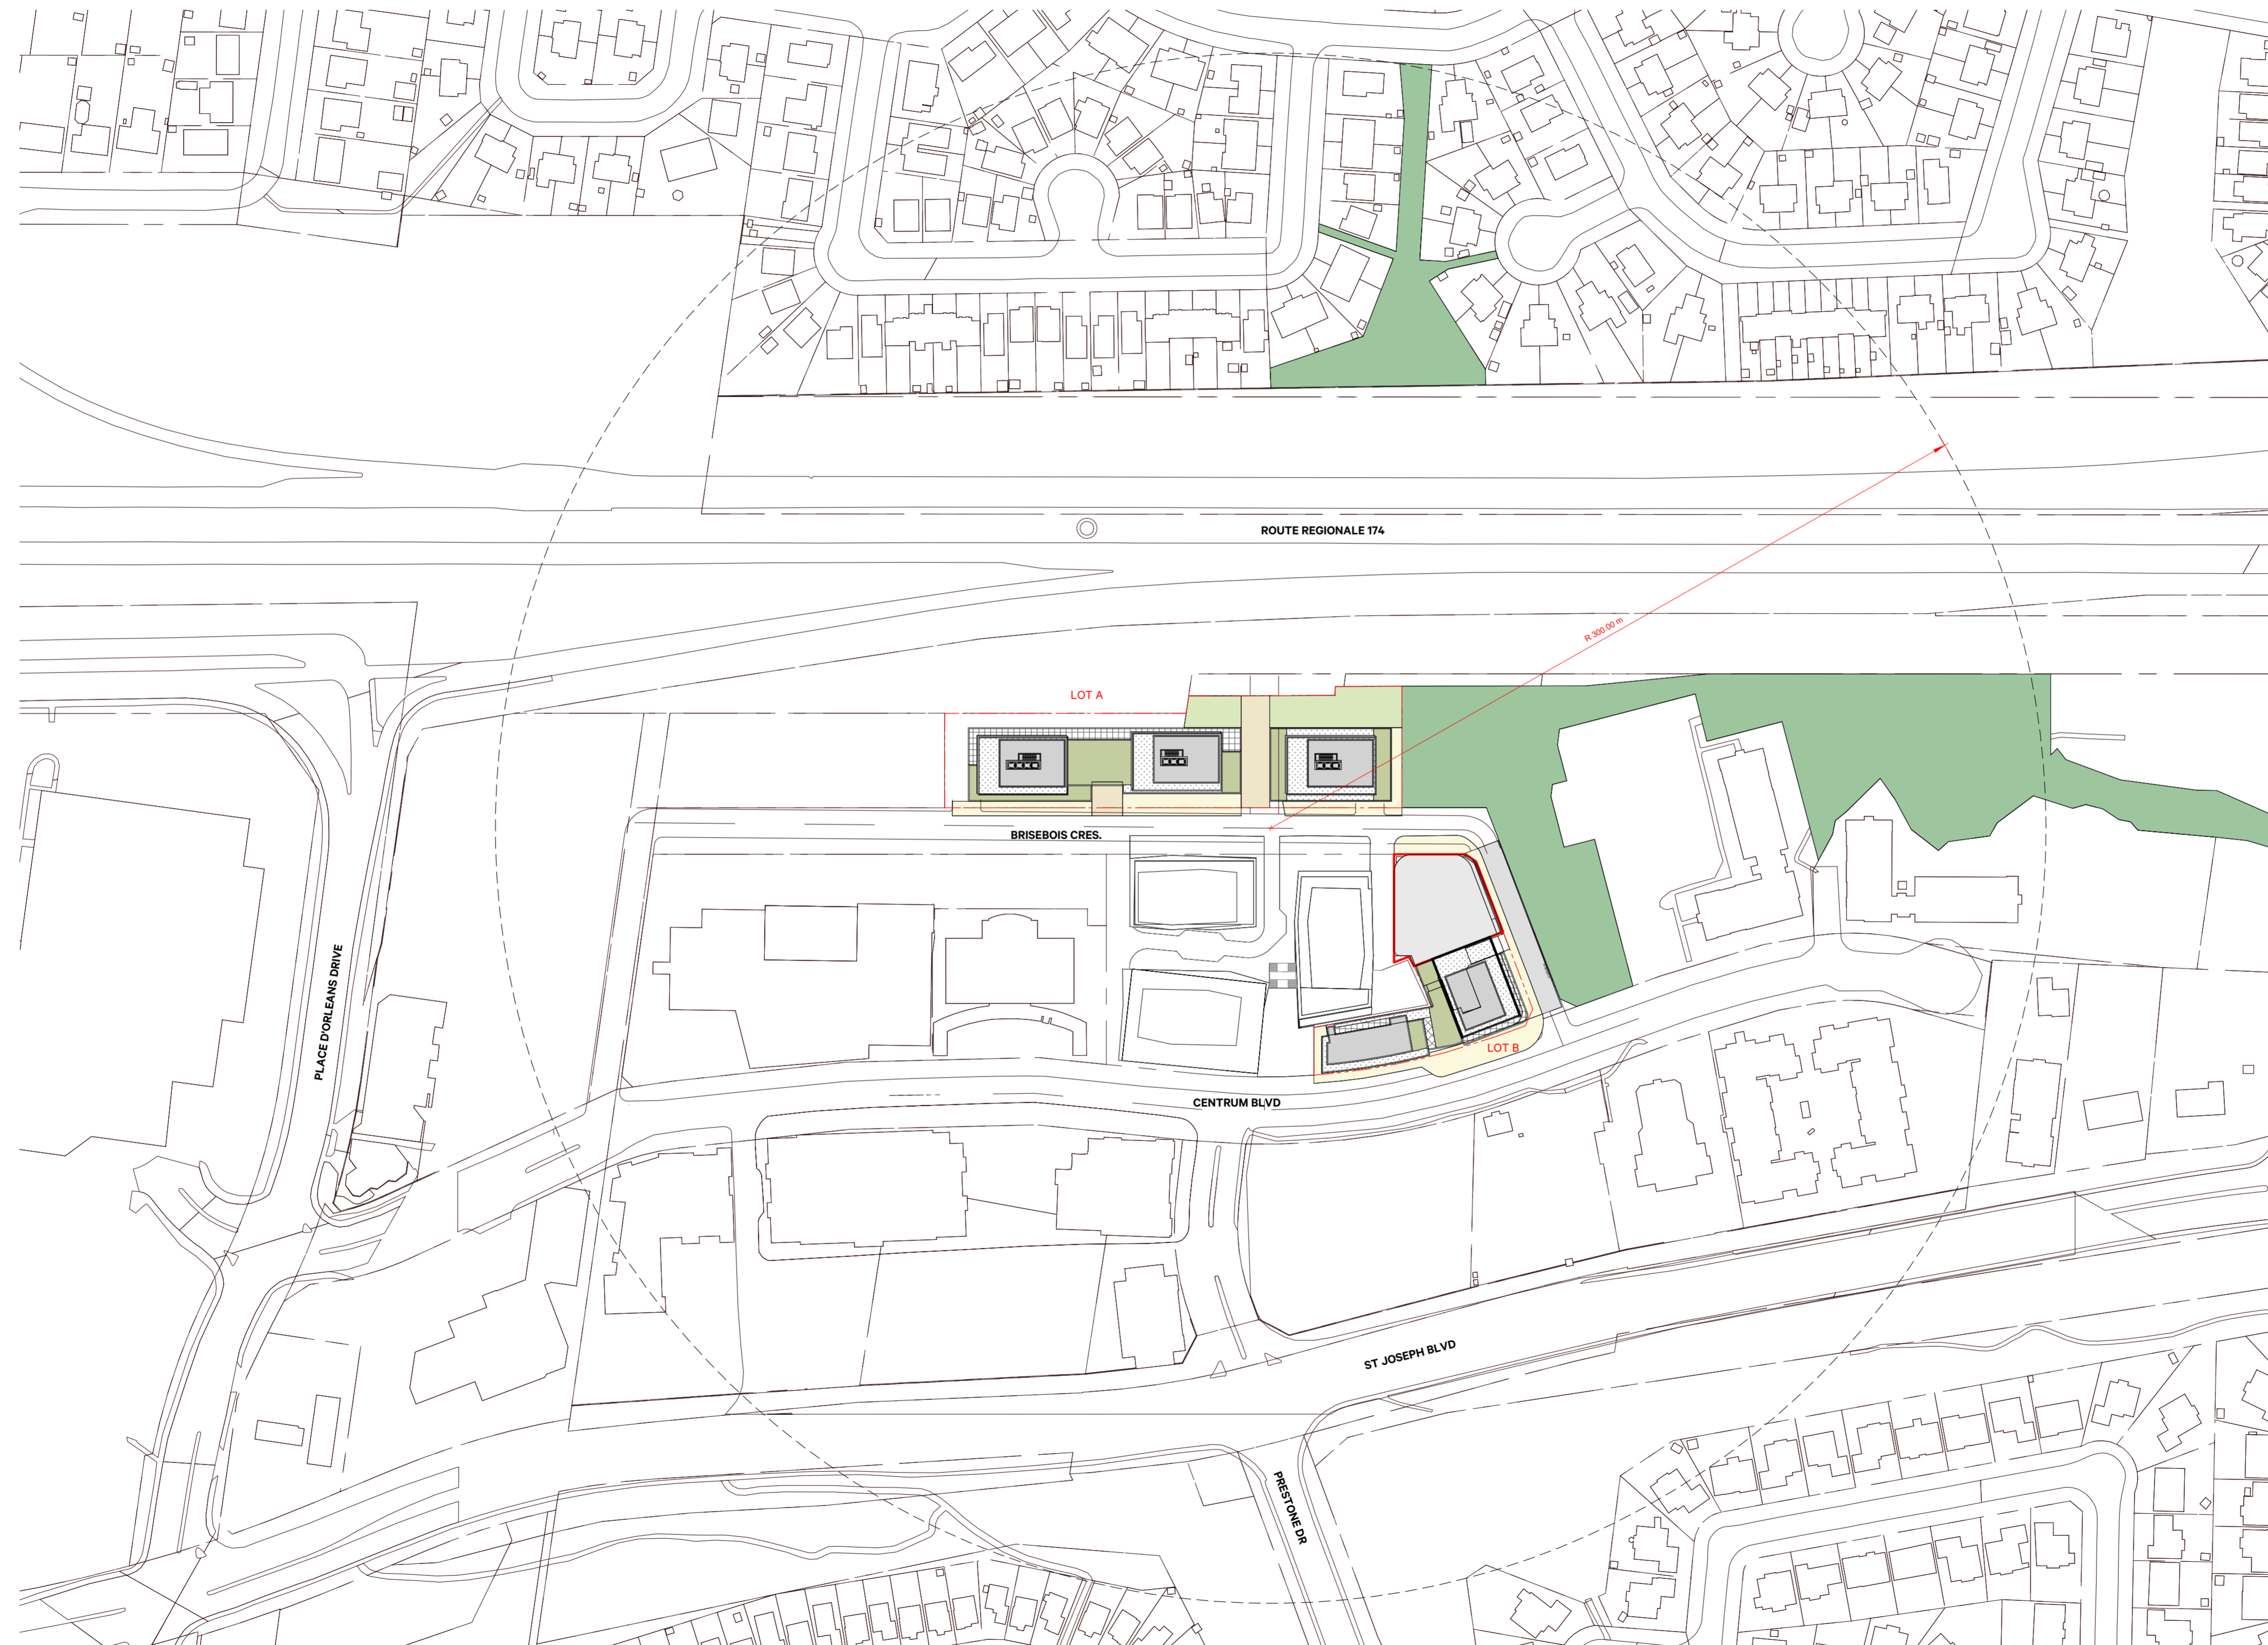 ROUTE REGIONALE 174
R 300.00 m
LOT A
BRISEBOIS CRES.
PLACE D'ORLEANS DRIVE
LOT B
CENTRUM BLVD
ST JOSEPH BLVD
PRESTONE DR